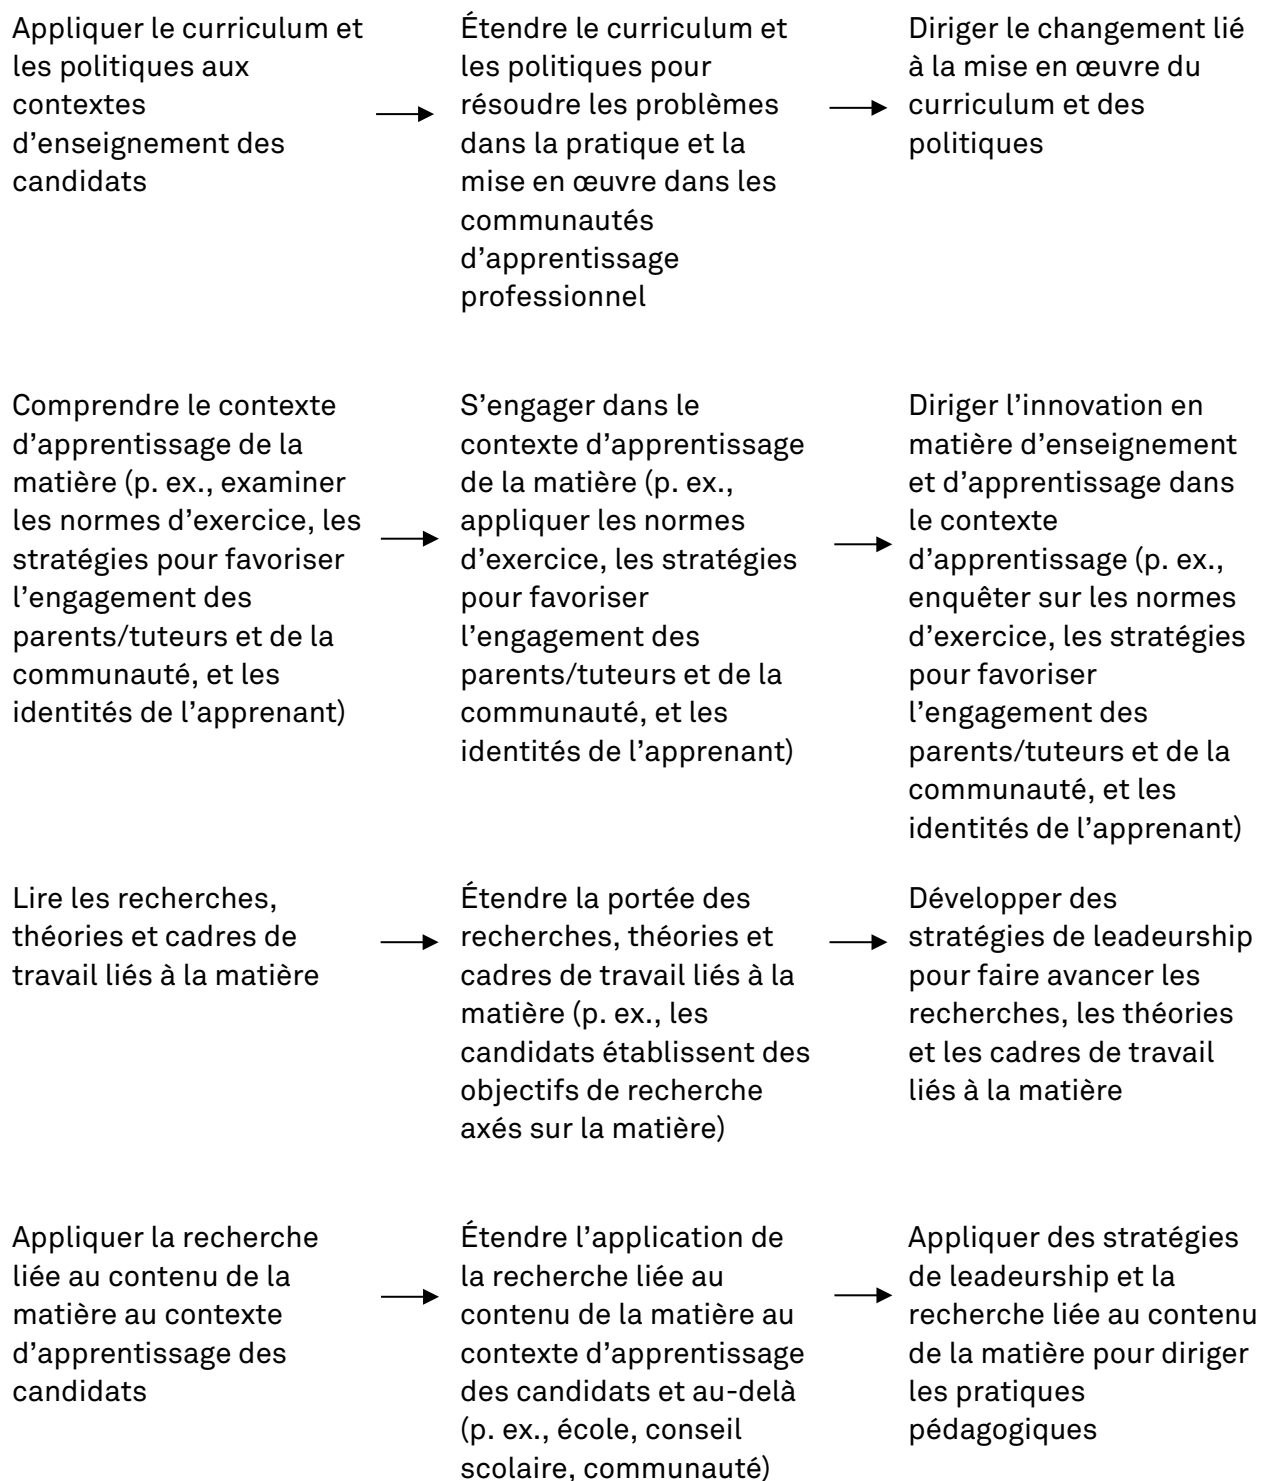 Appliquer le curriculum et
les politiques aux
contextes
d’enseignement des
candidats
Étendre le curriculum et
les politiques pour
résoudre les problèmes
dans la pratique et la
mise en œuvre dans les
communautés
d’apprentissage
professionnel
Diriger le changement lié
à la mise en œuvre du
curriculum et des
politiques
Comprendre le contexte
d’apprentissage de la
matière (p. ex., examiner
les normes d’exercice, les
stratégies pour favoriser
l’engagement des
parents/tuteurs et de la
communauté, et les
identités de l’apprenant)
S’engager dans le
contexte d’apprentissage
de la matière (p. ex.,
appliquer les normes
d’exercice, les stratégies
pour favoriser
l’engagement des
parents/tuteurs et de la
communauté, et les
identités de l’apprenant)
Diriger l’innovation en
matière d’enseignement
et d’apprentissage dans
le contexte
d’apprentissage (p. ex.,
enquêter sur les normes
d’exercice, les stratégies
pour favoriser
l’engagement des
parents/tuteurs et de la
communauté, et les
identités de l’apprenant)
Lire les recherches,
théories et cadres de
travail liés à la matière
Étendre la portée des
recherches, théories et
cadres de travail liés à la
matière (p. ex., les
candidats établissent des
objectifs de recherche
axés sur la matière)
Développer des
stratégies de leadeurship
pour faire avancer les
recherches, les théories
et les cadres de travail
liés à la matière
Appliquer la recherche
liée au contenu de la
matière au contexte
d’apprentissage des
candidats
Étendre l’application de
la recherche liée au
contenu de la matière au
contexte d’apprentissage
des candidats et au-delà
(p. ex., école, conseil
scolaire, communauté)
Appliquer des stratégies
de leadeurship et la
recherche liée au contenu
de la matière pour diriger
les pratiques
pédagogiques